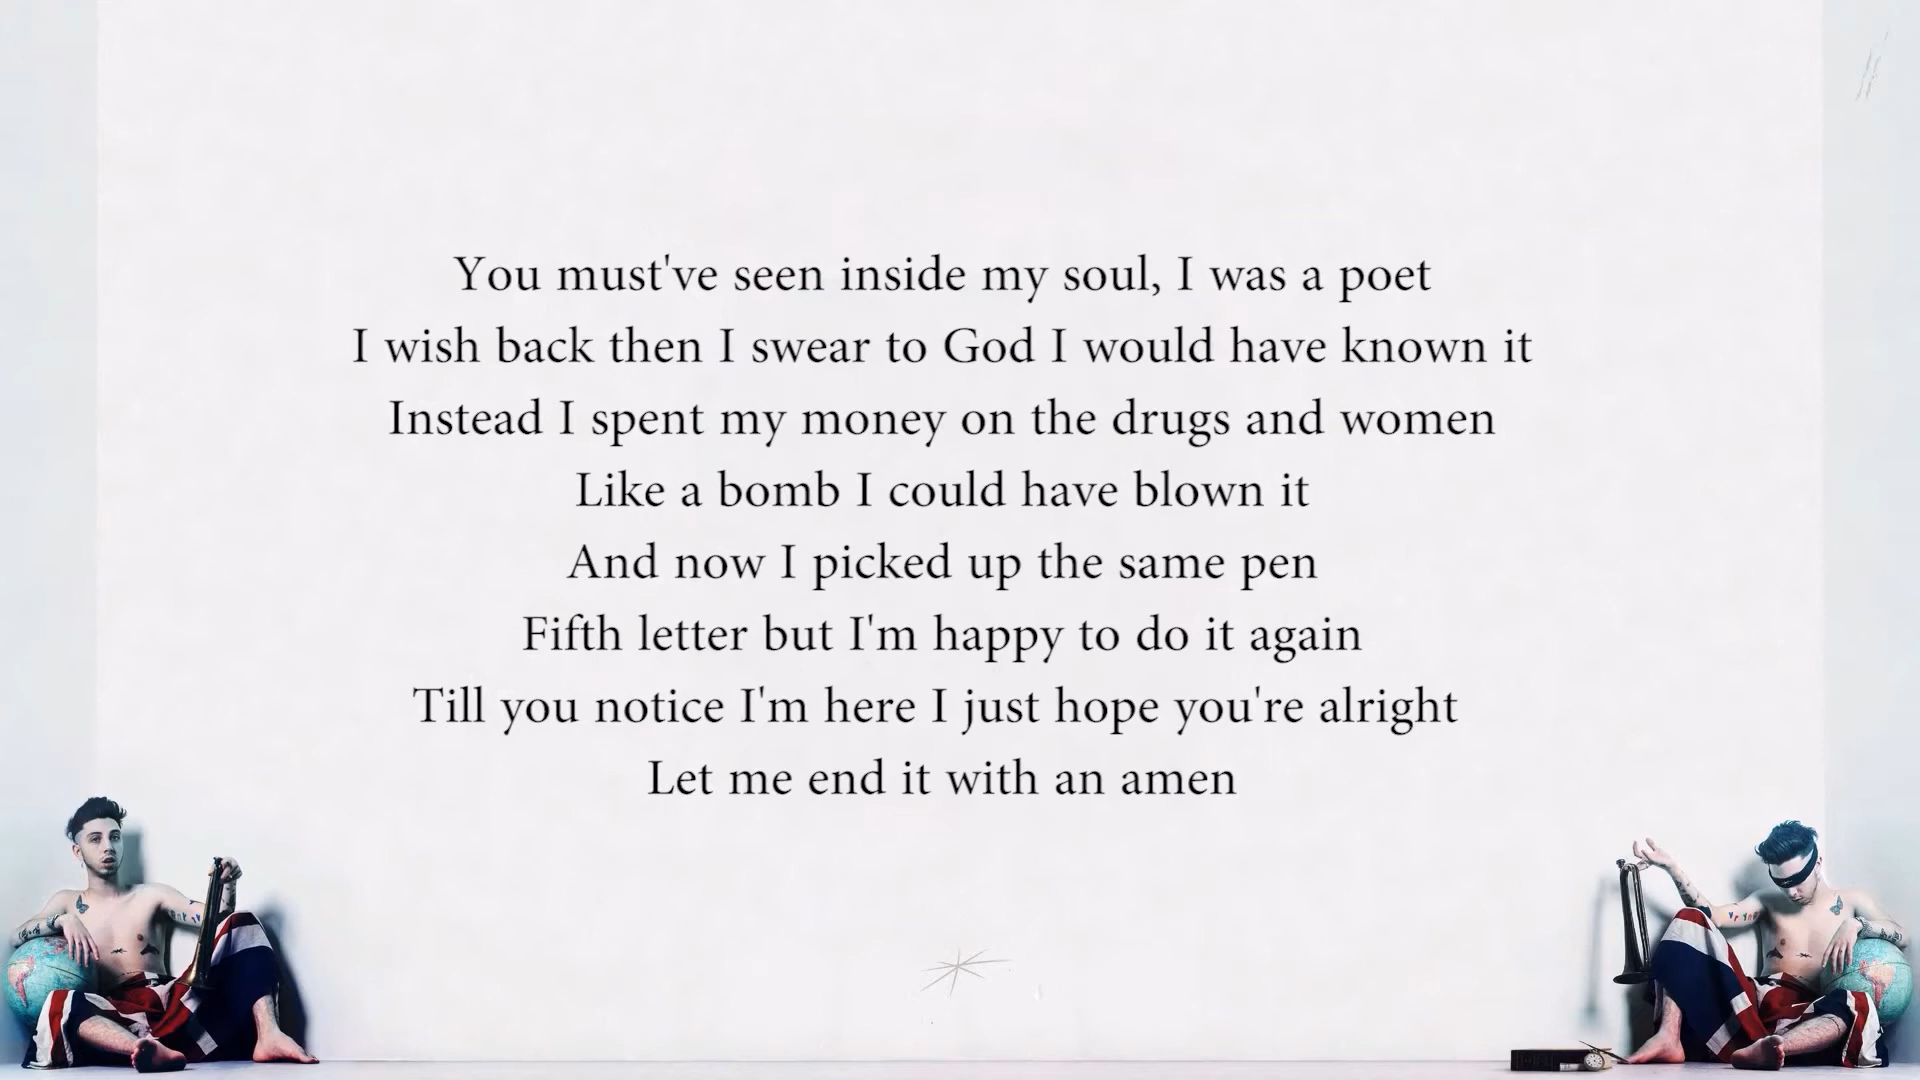 You must've seen inside my soul, I was a poet
I wish back then I swear to God I would have known it
Instead I spent my money on the drugs and women
Like a bomb I could have blown it
And now I picked up the same pen
Fifth letter but I'm happy to do it again
Till you notice I'm here I just hope you're alright
Let me end it with an amen